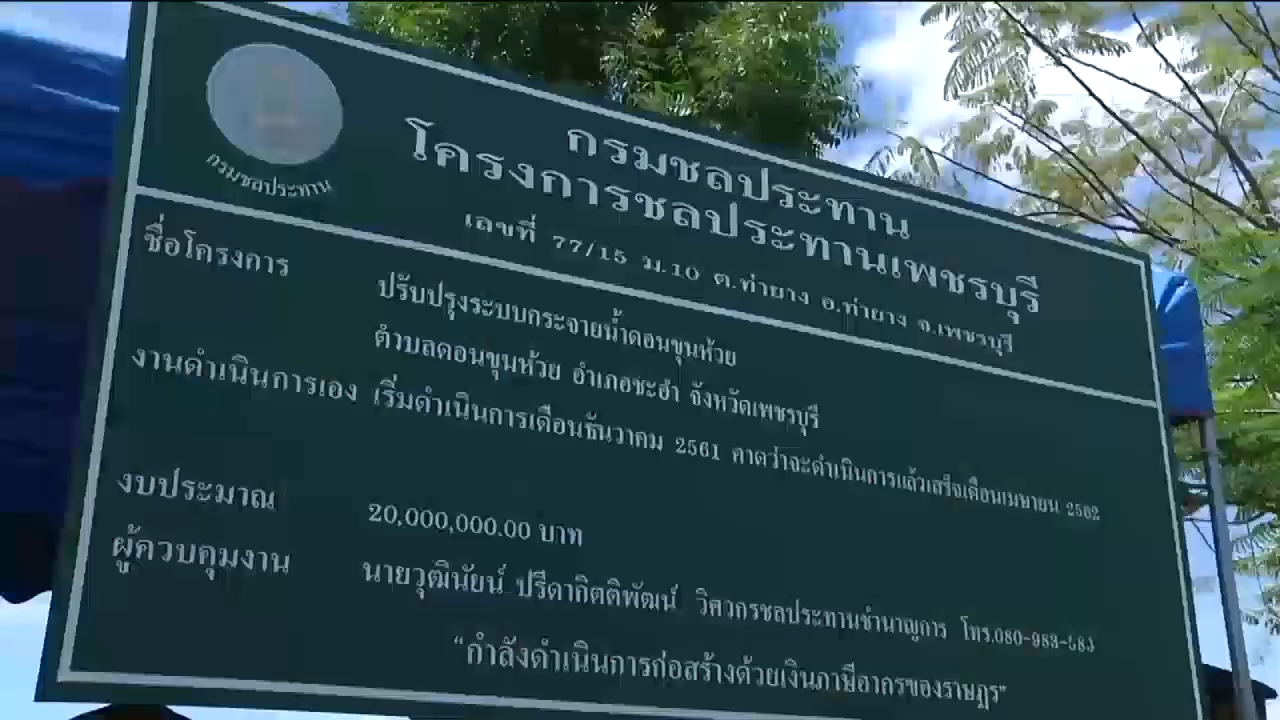 กรมชลประทาน
กรมชลประทาน
โครงการชลประทานเพชรบุรี
เลขที่ 77/15 ม.10 ต.ท่ายาง อ.ท่ายาง จ.เพชรบุรี
ชื่อโครงการ ปรับปรุงระบบกระจายน้ำดอนขุนห้วย
ตำบลดอนขุนห้วย อำเภอชะอำ จังหวัดเพชรบุรี
งานดำเนินการเอง เริ่มดำเนินการเดือนธันวาคม 2561 คาดว่าจะดำเนินการแล้วเสร็จเดือนเมษายน 2562
งบประมาณ 20,000,000.00 บาท
ผู้ควบคุมงาน นายวุฒินัยน์ ปรีดากิตติพัฒน์ วิศวกรชลประทานชำนาญการ โทร.
“กำลังดำเนินการก่อสร้างด้วยเงินภาษีอากรของราษฎร”